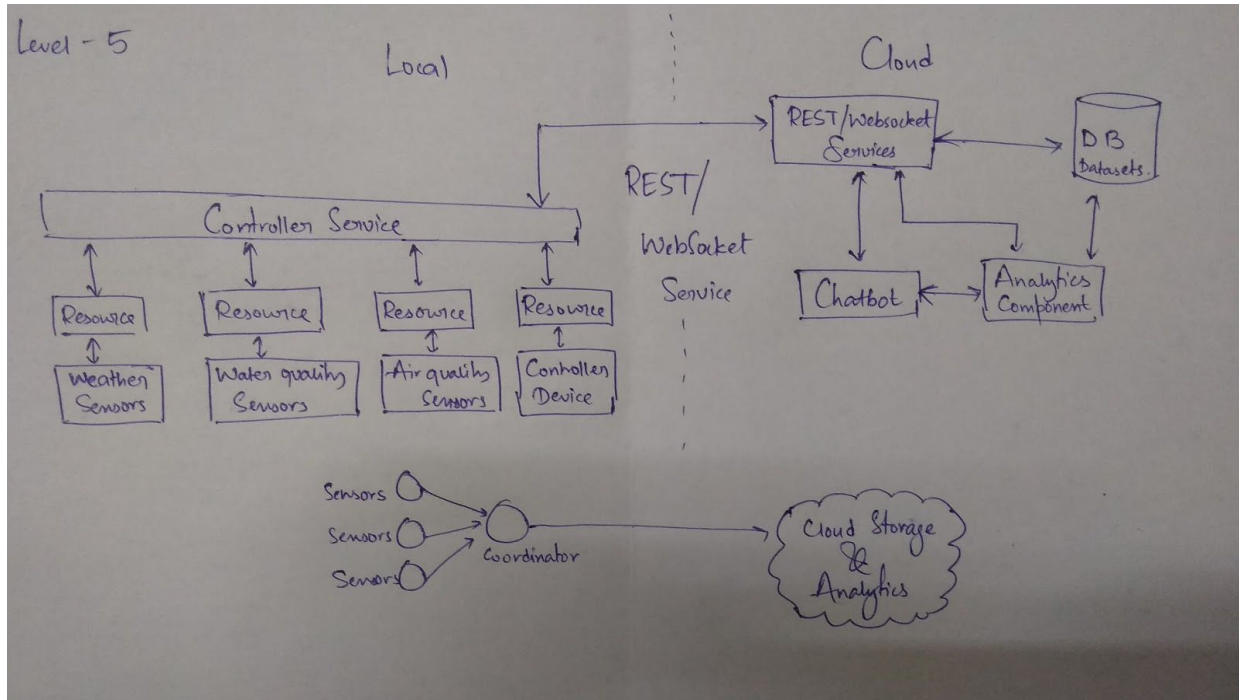 Level - 5
Local
Cloud
REST/Websocket
Services
DB
Datasets.
REST/
WebSocket
Service
Controller Service
Resource
Resource
Resource
Resource
Weather
Sensors
Water quality
Sensors
Air quality
Sensors
Controller
Device
Chatbot
Analytics
Component
Sensors
Sensors
Sensors
Coordinator
Cloud Storage
&
Analytics